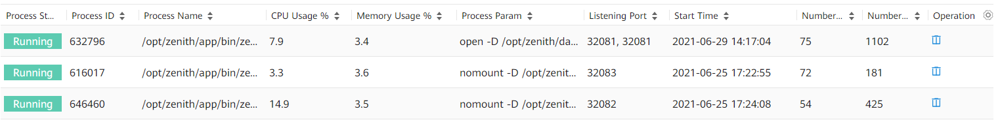 Process St... Process ID Process Name CPU Usage % Memory Usage % Process Param Listening Port Start Time Number... Number... Operation
Running 632796 /opt/zenith/app/bin/ze... 7.9 3.4 open -D /opt/zenith/da... 32081, 32081 2021-06-29 14:17:04 75 1102
Running 616017 /opt/zenith/app/bin/ze... 3.3 3.6 nomount -D /opt/zenit... 32083 2021-06-25 17:22:55 72 181
Running 646460 /opt/zenith/app/bin/ze... 14.9 3.5 nomount -D /opt/zenit... 32082 2021-06-25 17:24:08 54 425